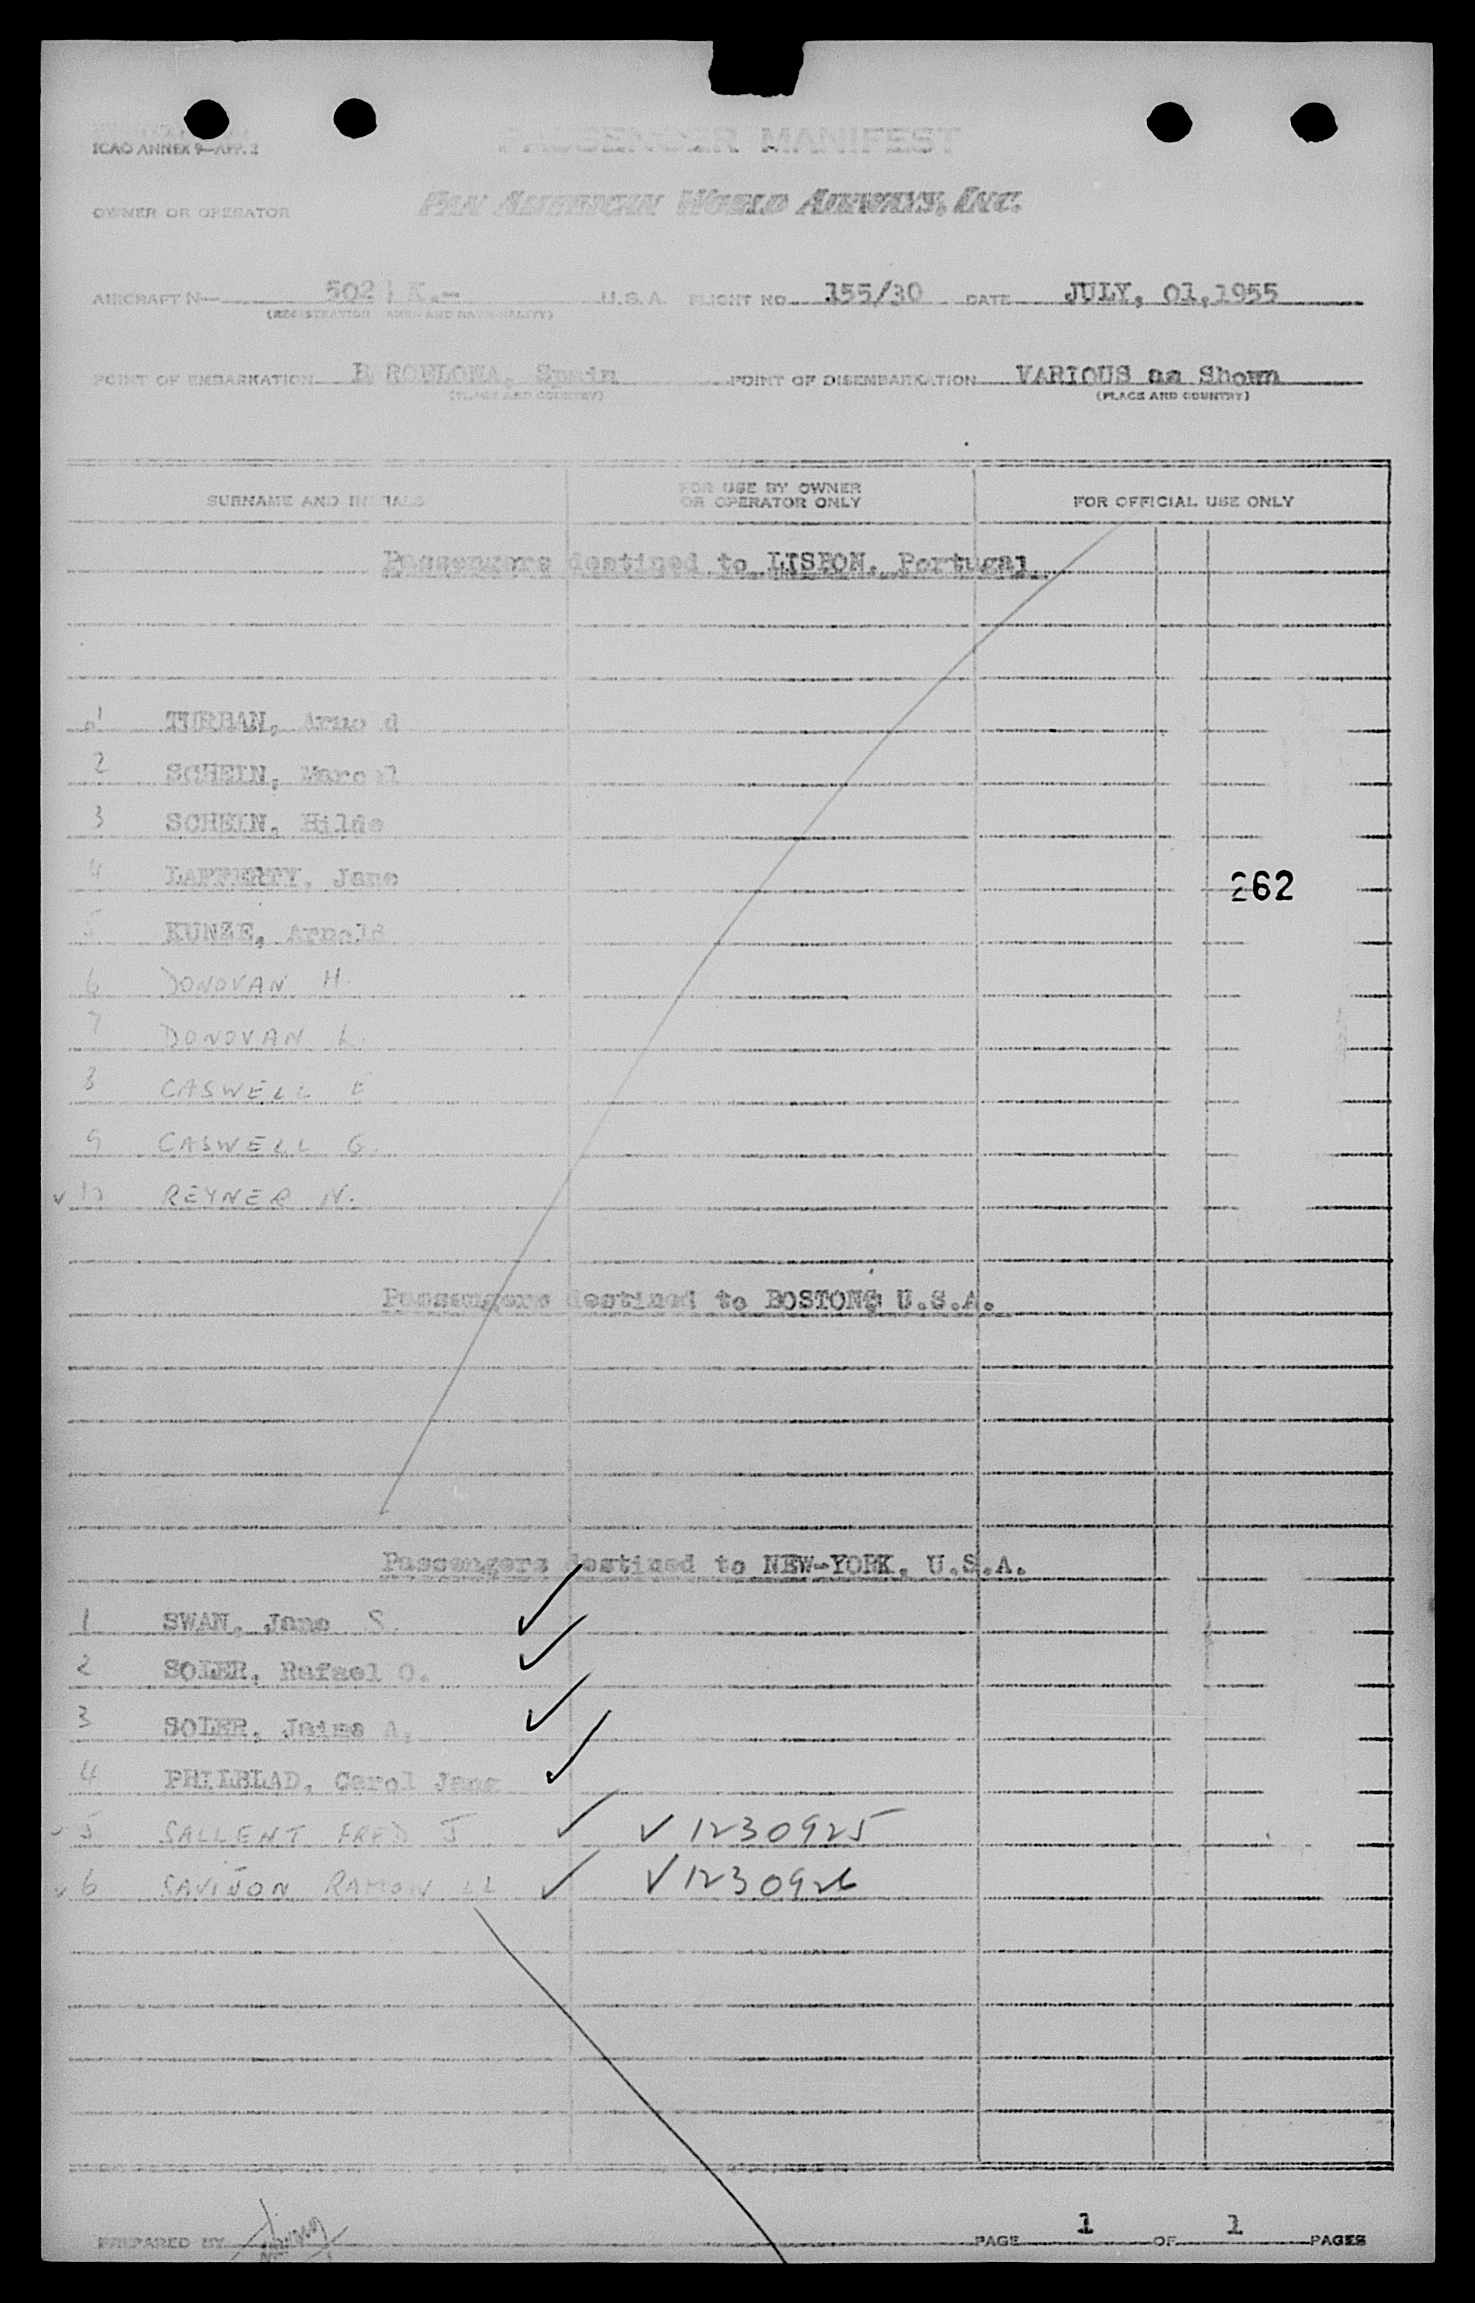 ICAO ANNEX 9—APP. 2
PASSENGER MANIFEST
OWNER OR OPERATOR PAN AMERICAN WORLD AIRWAYS, INC.
AIRCRAFT N— 502 K.- U.S.A. FLIGHT NO. 155/30 DATE JULY, 01, 1955
(REGISTRATION MARKS AND NATIONALITY)
POINT OF EMBARKATION B RCELONA, Spain POINT OF DISEMBARKATION VARIOUS as Shown
(PLACE AND COUNTRY) (PLACE AND COUNTRY)
SURNAME AND INITIALS FOR USE BY OWNER OR OPERATOR ONLY FOR OFFICIAL USE ONLY
Passengers destined to LISBON, Portugal
1 TURBAN, Arno d
2 SCHEIN, Marcel
3 SCHEIN, Hilde
4 LAFFERTY, Jane 262
5 KUNZE, Arnold
6 DONOVAN H.
7 DONOVAN L.
8 CASWELL E
9 CASWELL G.
✓ 10 REYNER N.
Passengers destined to BOSTON; U.S.A.
Passengers destined to NEW-YORK, U.S.A.
1 SWAN, Jane S. ✓
2 SOLER, Rafael O. ✓
3 SOLER, Jaime A. ✓
4 PHILBLAD, Carol Jane ✓
✓ 5 SALLENT FRED J ✓ ✓ 1230925
✓ 6 SAVIÑON RAMON LL ✓ ✓ 1230926
PREPARED BY PAGE 1 OF 1 PAGES